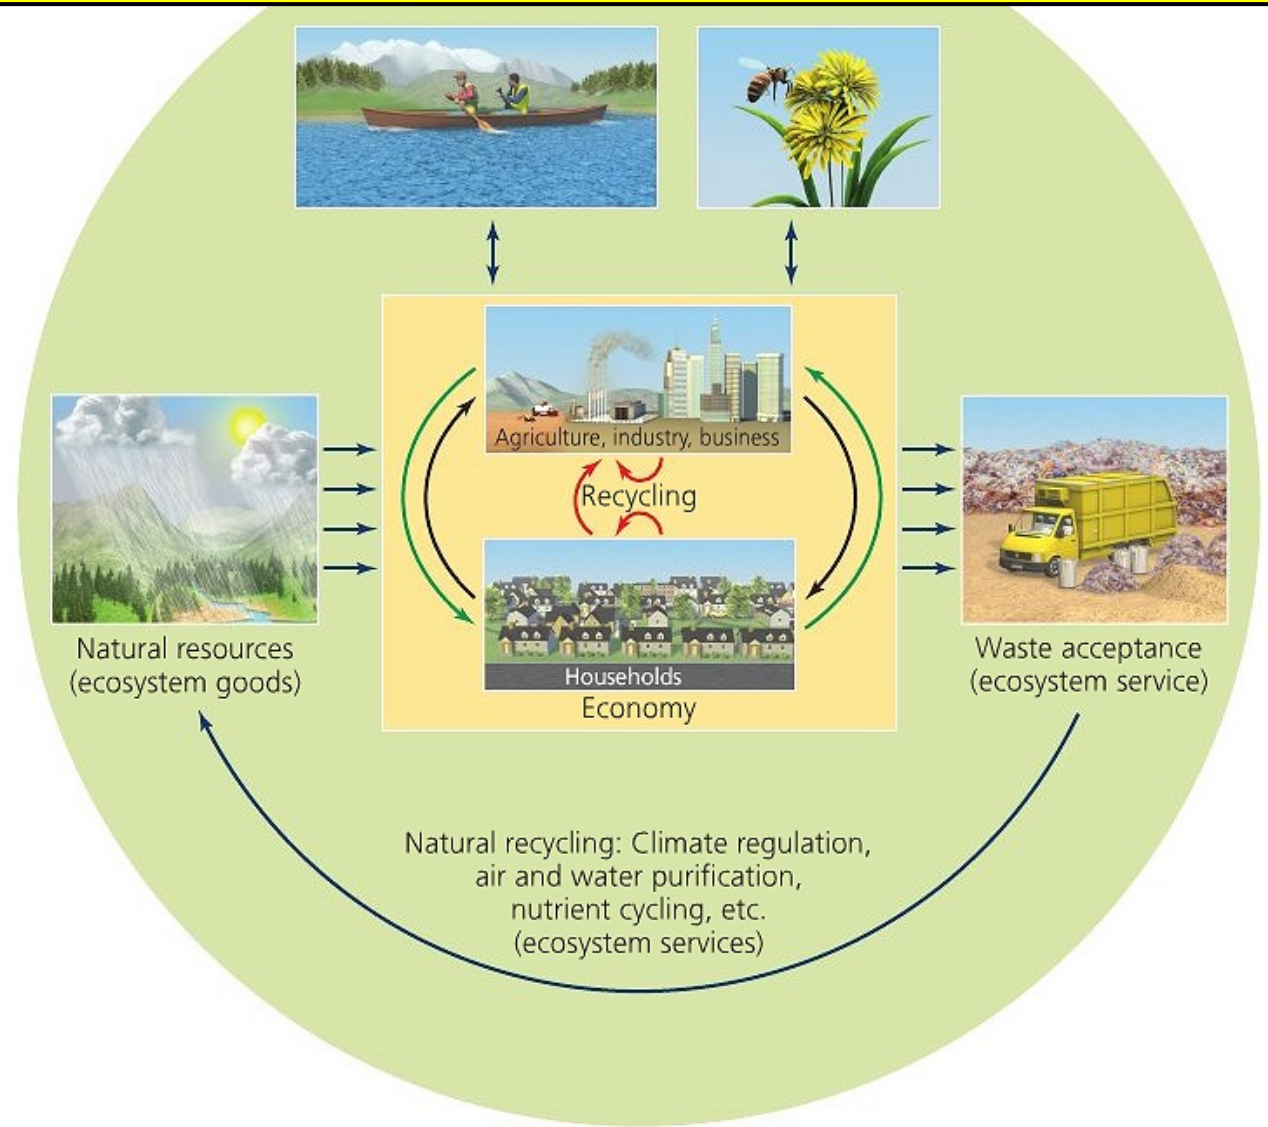 Agriculture, industry, business
Recycling
Households
Economy
Natural resources
(ecosystem goods)
Waste acceptance
(ecosystem service)
Natural recycling: Climate regulation,
air and water purification,
nutrient cycling, etc.
(ecosystem services)